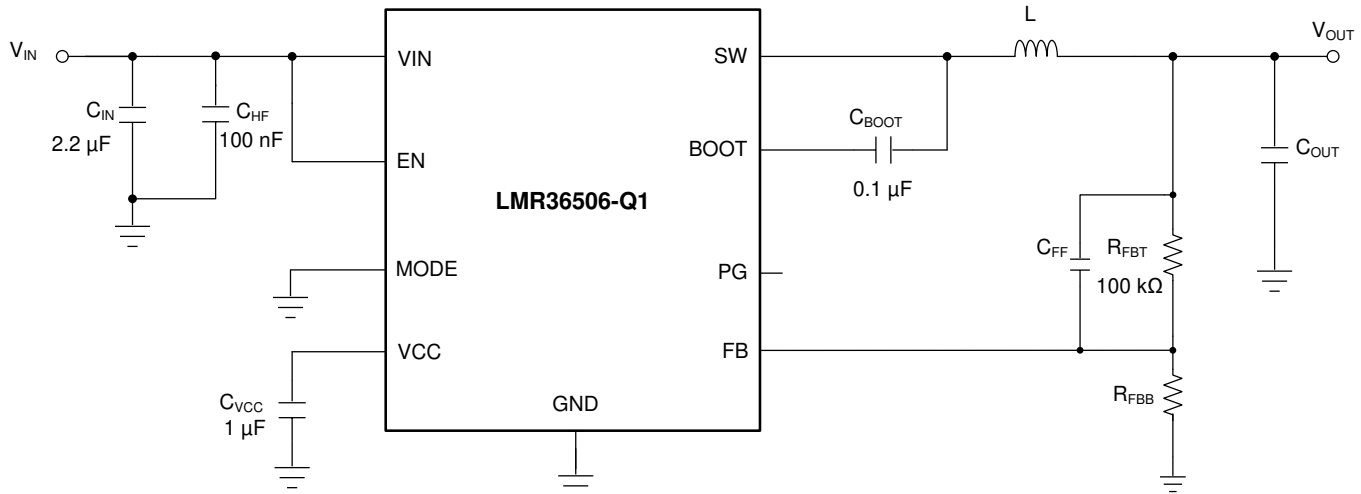 L
V_IN
V_OUT
VIN
SW
C_IN
2.2 µF
C_HF
100 nF
C_BOOT
BOOT
0.1 µF
C_OUT
EN
LMR36506-Q1
MODE
PG
C_FF
R_FBT
100 kΩ
VCC
FB
C_VCC
1 µF
GND
R_FBB